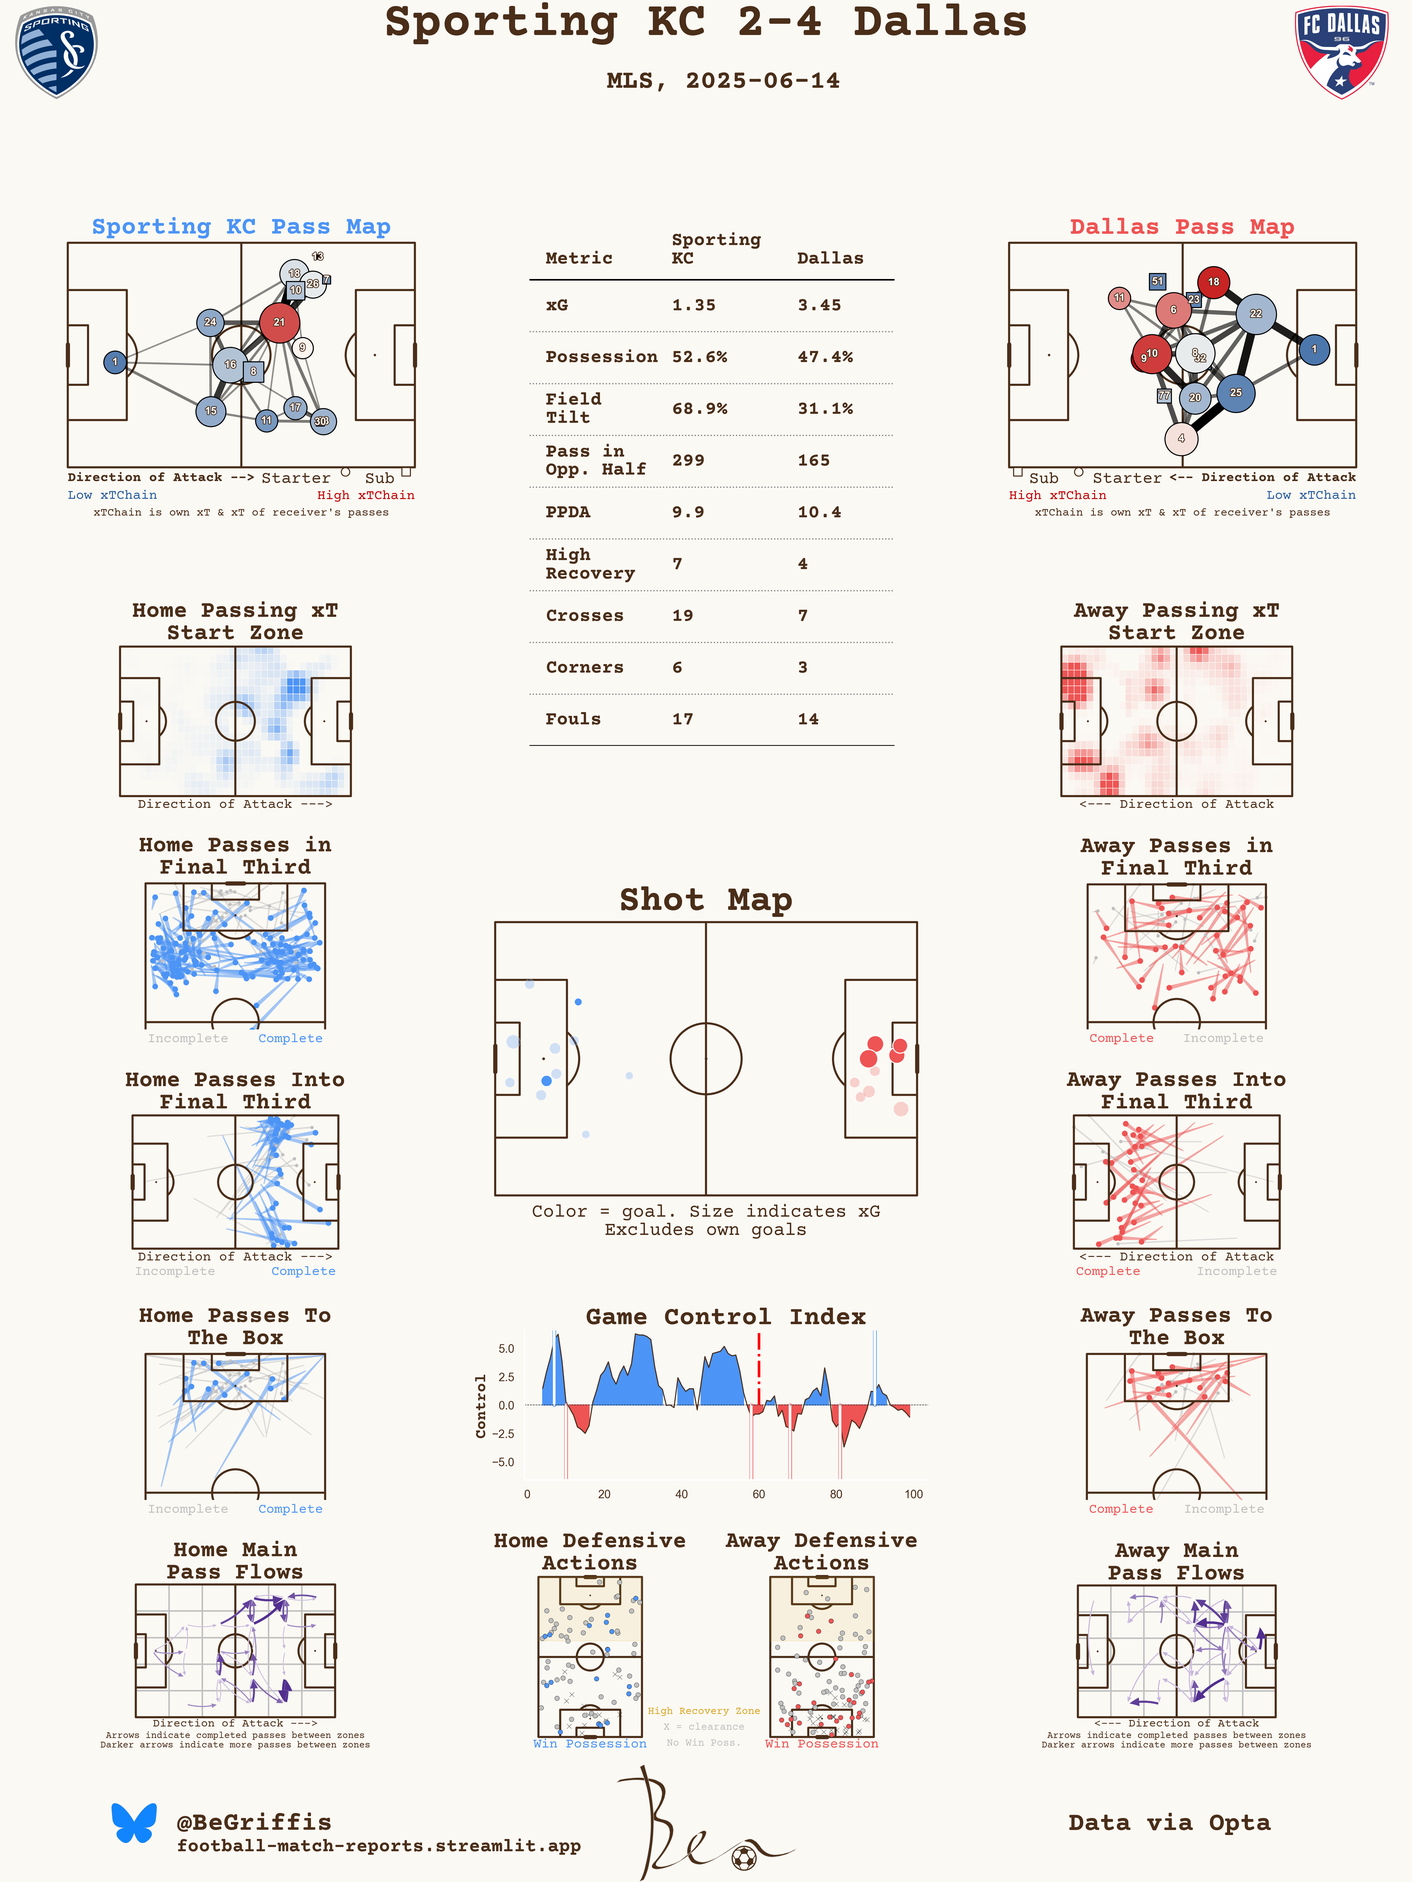 Sporting KC 2-4 Dallas
MLS, 2025-06-14
KANSAS CITY
SPORTING
FC DALLAS
96
Sporting KC Pass Map
1
24
15
16
8
21
18
10
26
13
7
9
11
17
30
Direction of Attack --> Starter Sub
Low xTChain High xTChain
xTChain is own xT & xT of receiver's passes
Metric Sporting KC Dallas
xG 1.35 3.45
Possession 52.6% 47.4%
Field Tilt 68.9% 31.1%
Pass in Opp. Half 299 165
PPDA 9.9 10.4
High Recovery 7 4
Crosses 19 7
Corners 6 3
Fouls 17 14
Dallas Pass Map
51
11
6
23
18
22
1
9
10
8
32
77
20
25
4
Sub Starter <-- Direction of Attack
High xTChain Low xTChain
xTChain is own xT & xT of receiver's passes
Home Passing xT
Start Zone
Direction of Attack --->
Away Passing xT
Start Zone
<--- Direction of Attack
Home Passes in
Final Third
Incomplete Complete
Away Passes in
Final Third
Complete Incomplete
Shot Map
Color = goal. Size indicates xG
Excludes own goals
Home Passes Into
Final Third
Direction of Attack --->
Incomplete Complete
Away Passes Into
Final Third
<--- Direction of Attack
Complete Incomplete
Home Passes To
The Box
Incomplete Complete
Game Control Index
Control
5.0
2.5
0.0
−2.5
−5.0
0 20 40 60 80 100
Away Passes To
The Box
Complete Incomplete
Home Main
Pass Flows
Direction of Attack --->
Arrows indicate completed passes between zones
Darker arrows indicate more passes between zones
Home Defensive
Actions
Win Possession
High Recovery Zone
X = clearance
No Win Poss.
Away Defensive
Actions
Win Possession
Away Main
Pass Flows
<--- Direction of Attack
Arrows indicate completed passes between zones
Darker arrows indicate more passes between zones
@BeGriffis
football-match-reports.streamlit.app
Ben
Data via Opta